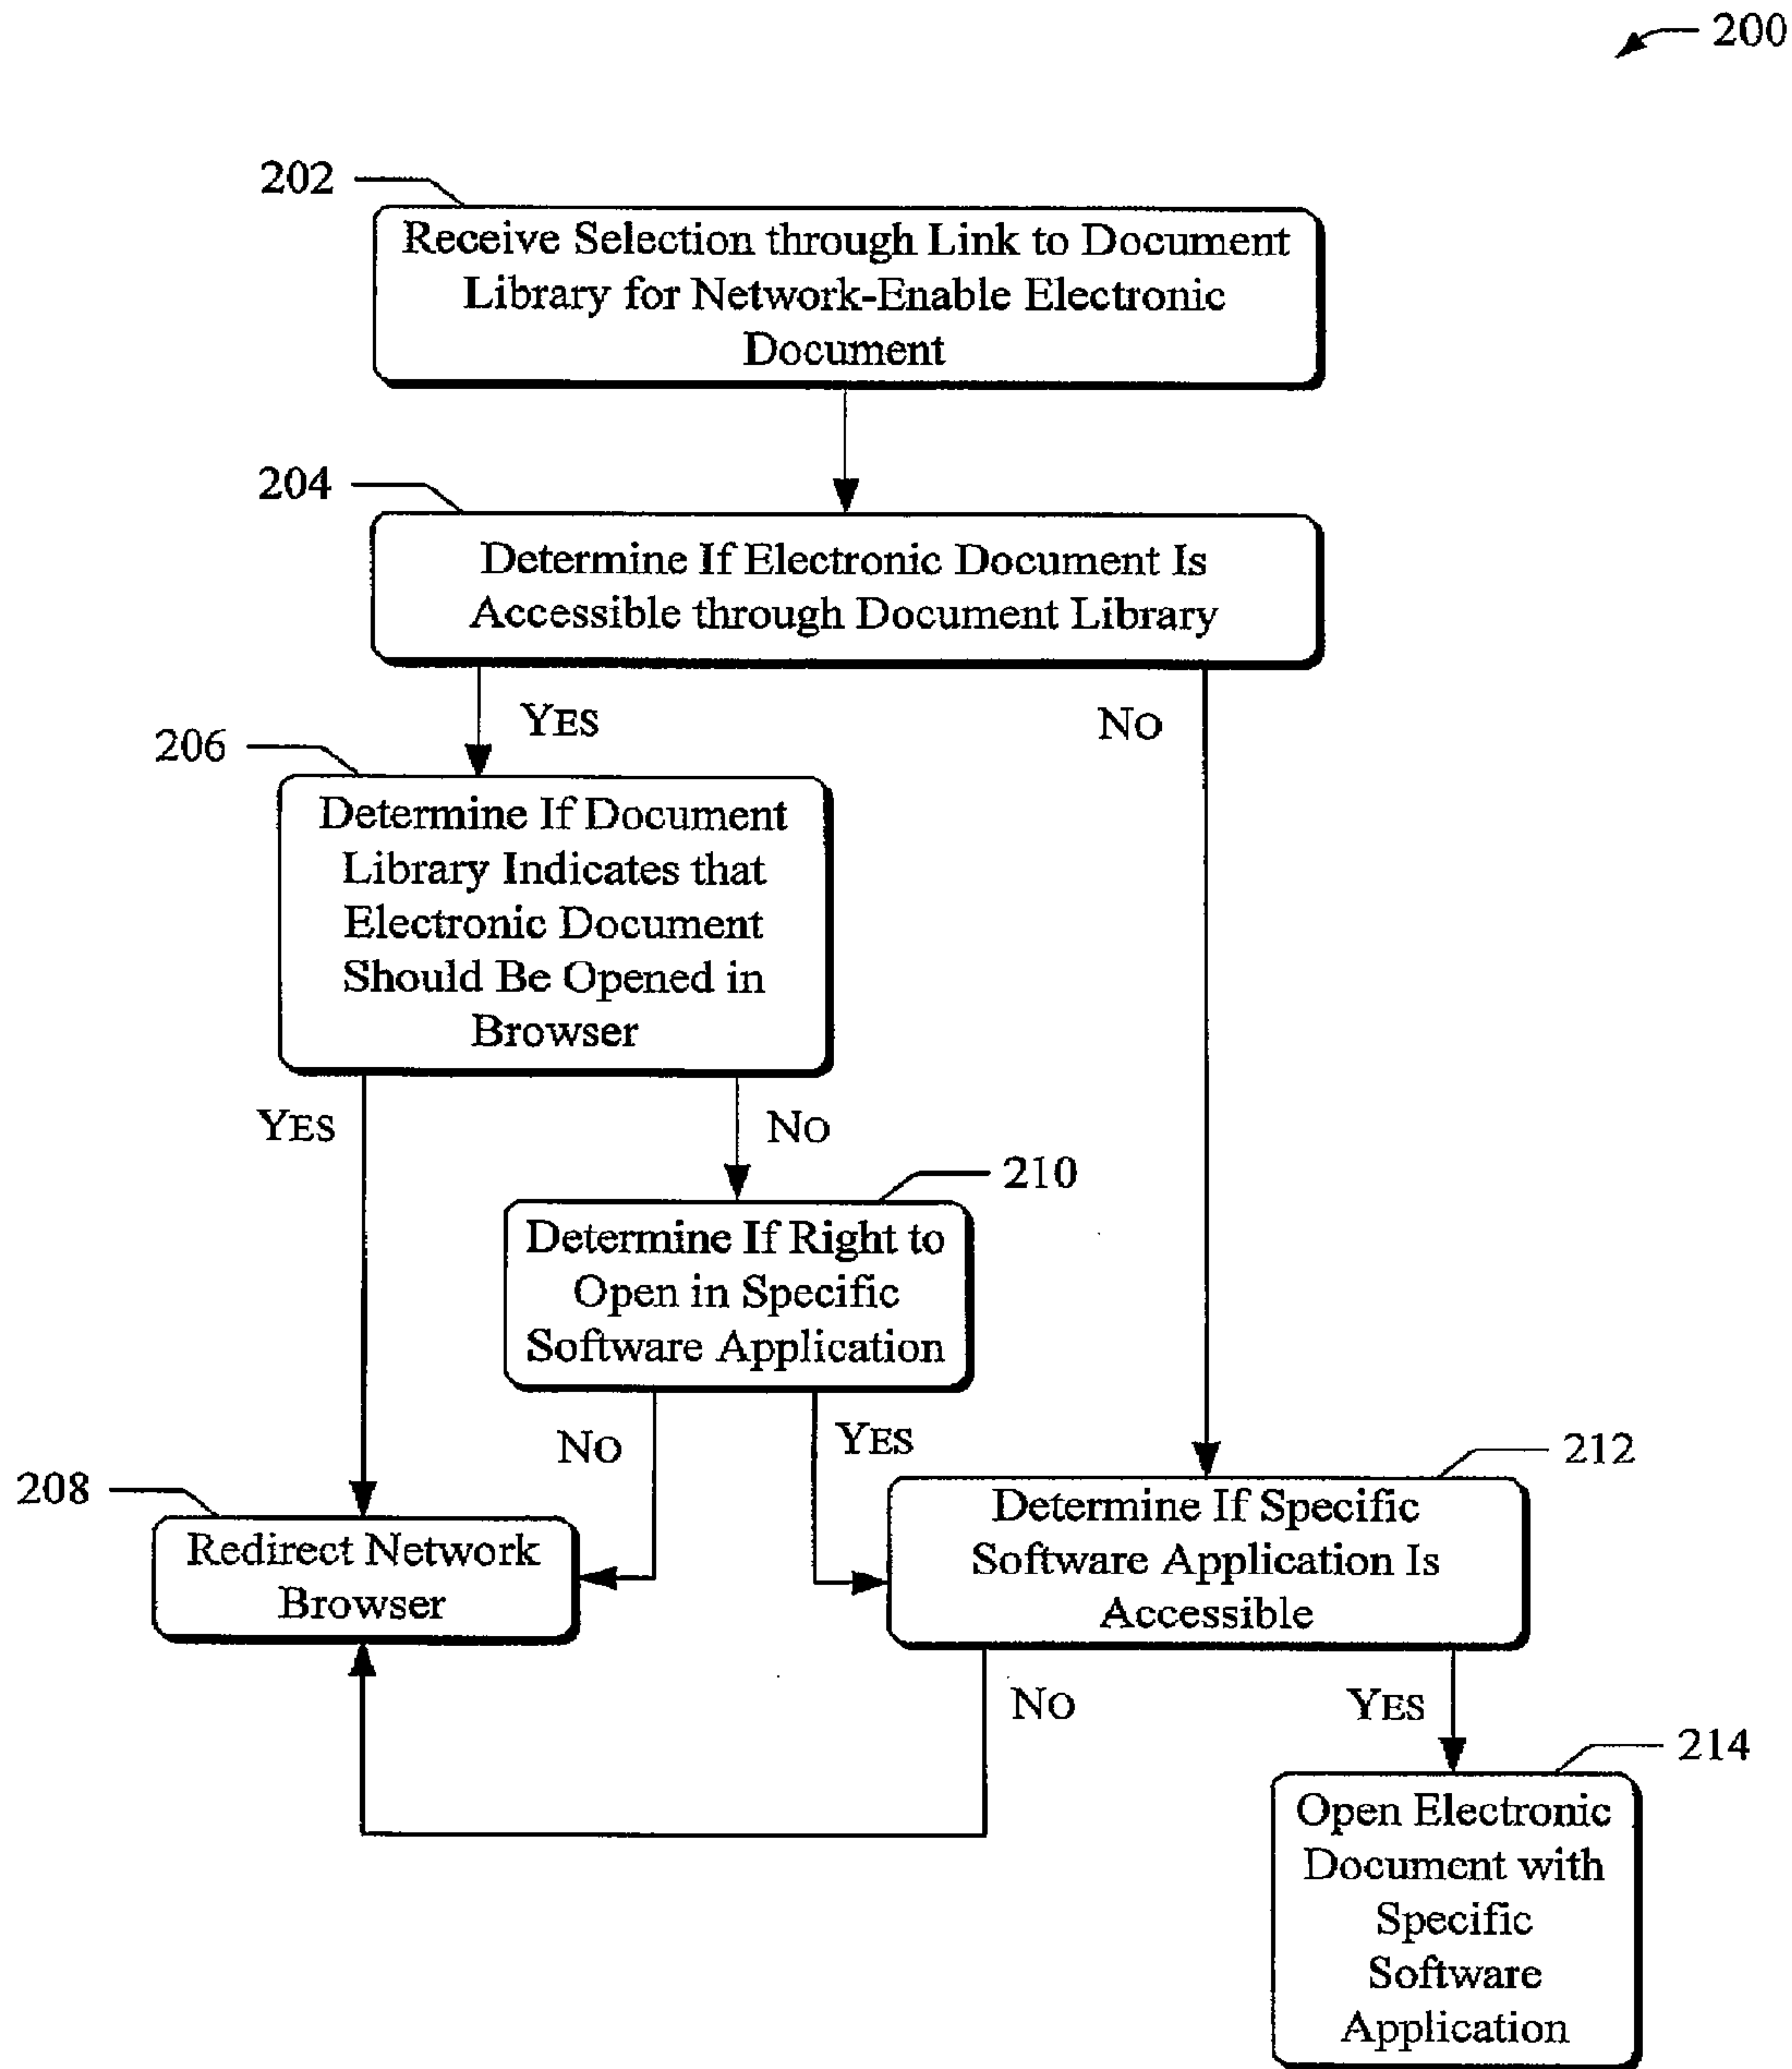 200
202
Receive Selection through Link to Document
Library for Network-Enable Electronic
Document
204
Determine If Electronic Document Is
Accessible through Document Library
YES
NO
206
Determine If Document
Library Indicates that
Electronic Document
Should Be Opened in
Browser
YES
NO
210
Determine If Right to
Open in Specific
Software Application
NO
YES
208
Redirect Network
Browser
212
Determine If Specific
Software Application Is
Accessible
NO
YES
214
Open Electronic
Document with
Specific
Software
Application